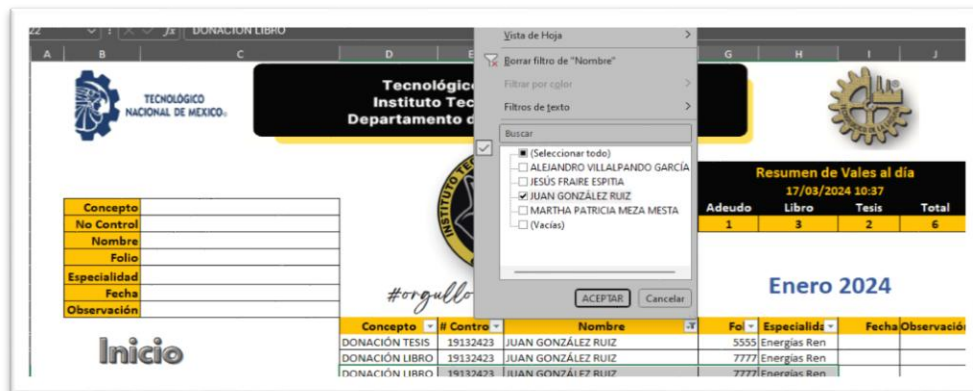 22
fx DONACIÓN LIBRO
A B C D E G H I J
TECNOLÓGICO
NACIONAL DE MÉXICO®
Tecnológic
Instituto Tec
Departamento d
Vista de Hoja
Borrar filtro de "Nombre"
Filtrar por color
Filtros de texto
Buscar
(Seleccionar todo)
ALEJANDRO VILLALPANDO GARCÍA
JESÚS FRAIRE ESPITIA
JUAN GONZÁLEZ RUIZ
MARTHA PATRICIA MEZA MESTA
(Vacías)
ACEPTAR Cancelar
Resumen de Vales al día
17/03/2024 10:37
Adeudo Libro Tesis Total
1 3 2 6
Concepto
No Control
Nombre
Folio
Especialidad
Fecha
Observación
#orgullo
Enero 2024
Inicio
Concepto # Contro Nombre Fol Especialida Fecha Observació
DONACIÓN TESIS 19132423 JUAN GONZÁLEZ RUIZ 5555 Energías Ren
DONACIÓN LIBRO 19132423 JUAN GONZÁLEZ RUIZ 7777 Energías Ren
DONACIÓN LIBRO 19132423 JUAN GONZÁLEZ RUIZ 7777 Energías Ren